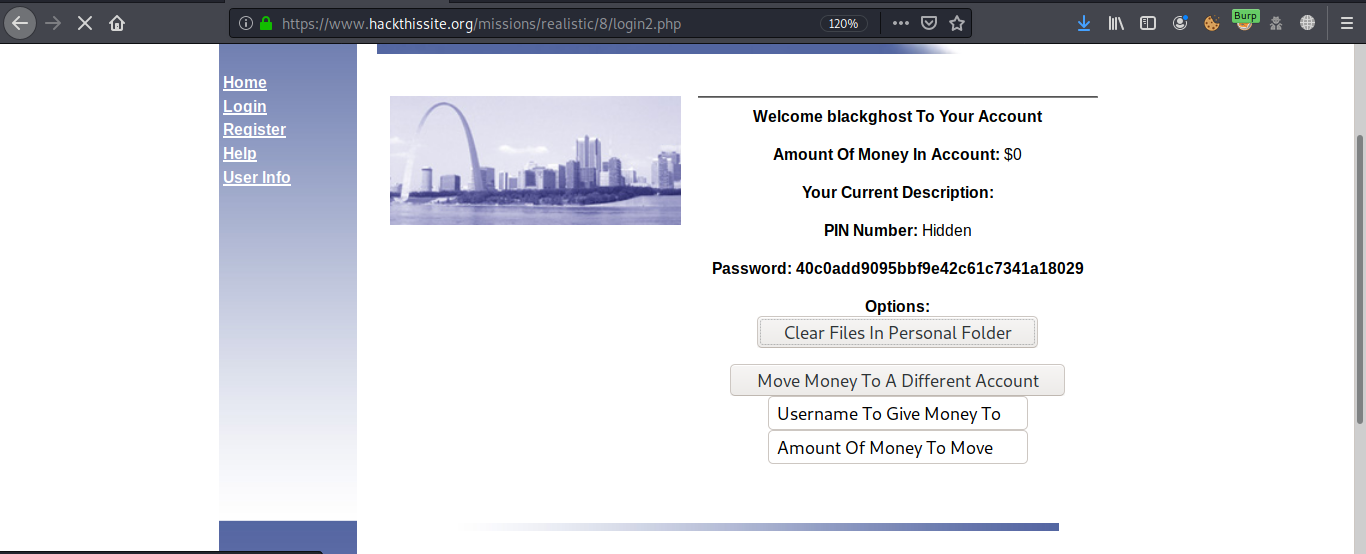 https://www.hackthissite.org/missions/realistic/8/login2.php
120%
Burp
Home
Login
Register
Help
User Info
Welcome blackghost To Your Account
Amount Of Money In Account: $0
Your Current Description:
PIN Number: Hidden
Password: 40c0add9095bbf9e42c61c7341a18029
Options:
Clear Files In Personal Folder
Move Money To A Different Account
Username To Give Money To
Amount Of Money To Move